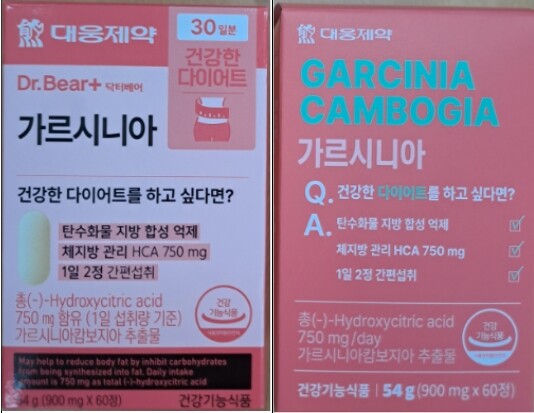 대웅제약
30 일분
건강한
다이어트
Dr.Bear+ 닥터베어
가르시니아
건강한 다이어트를 하고 싶다면?
탄수화물 지방 합성 억제
체지방 관리 HCA 750 mg
1일 2정 간편섭취
총(-)-Hydroxycitric acid
750 mg 함유 (1일 섭취량 기준)
가르시니아캄보지아 추출물
건강
기능식품
May help to reduce body fat by inhibit carbohydrates
from being synthesized into fat. Daily intake
amount is 750 mg as total (-)-hydroxycitric acid
54 g (900 mg x 60정)
대웅제약
GARCINIA
CAMBOGIA
가르시니아
Q. 건강한 다이어트를 하고 싶다면?
A. 탄수화물 지방 합성 억제
체지방 관리 HCA 750 mg
1일 2정 간편섭취
총(-)-Hydroxycitric acid
750 mg/day
가르시니아캄보지아 추출물
건강
기능식품
건강기능식품 | 54 g (900 mg x 60정)